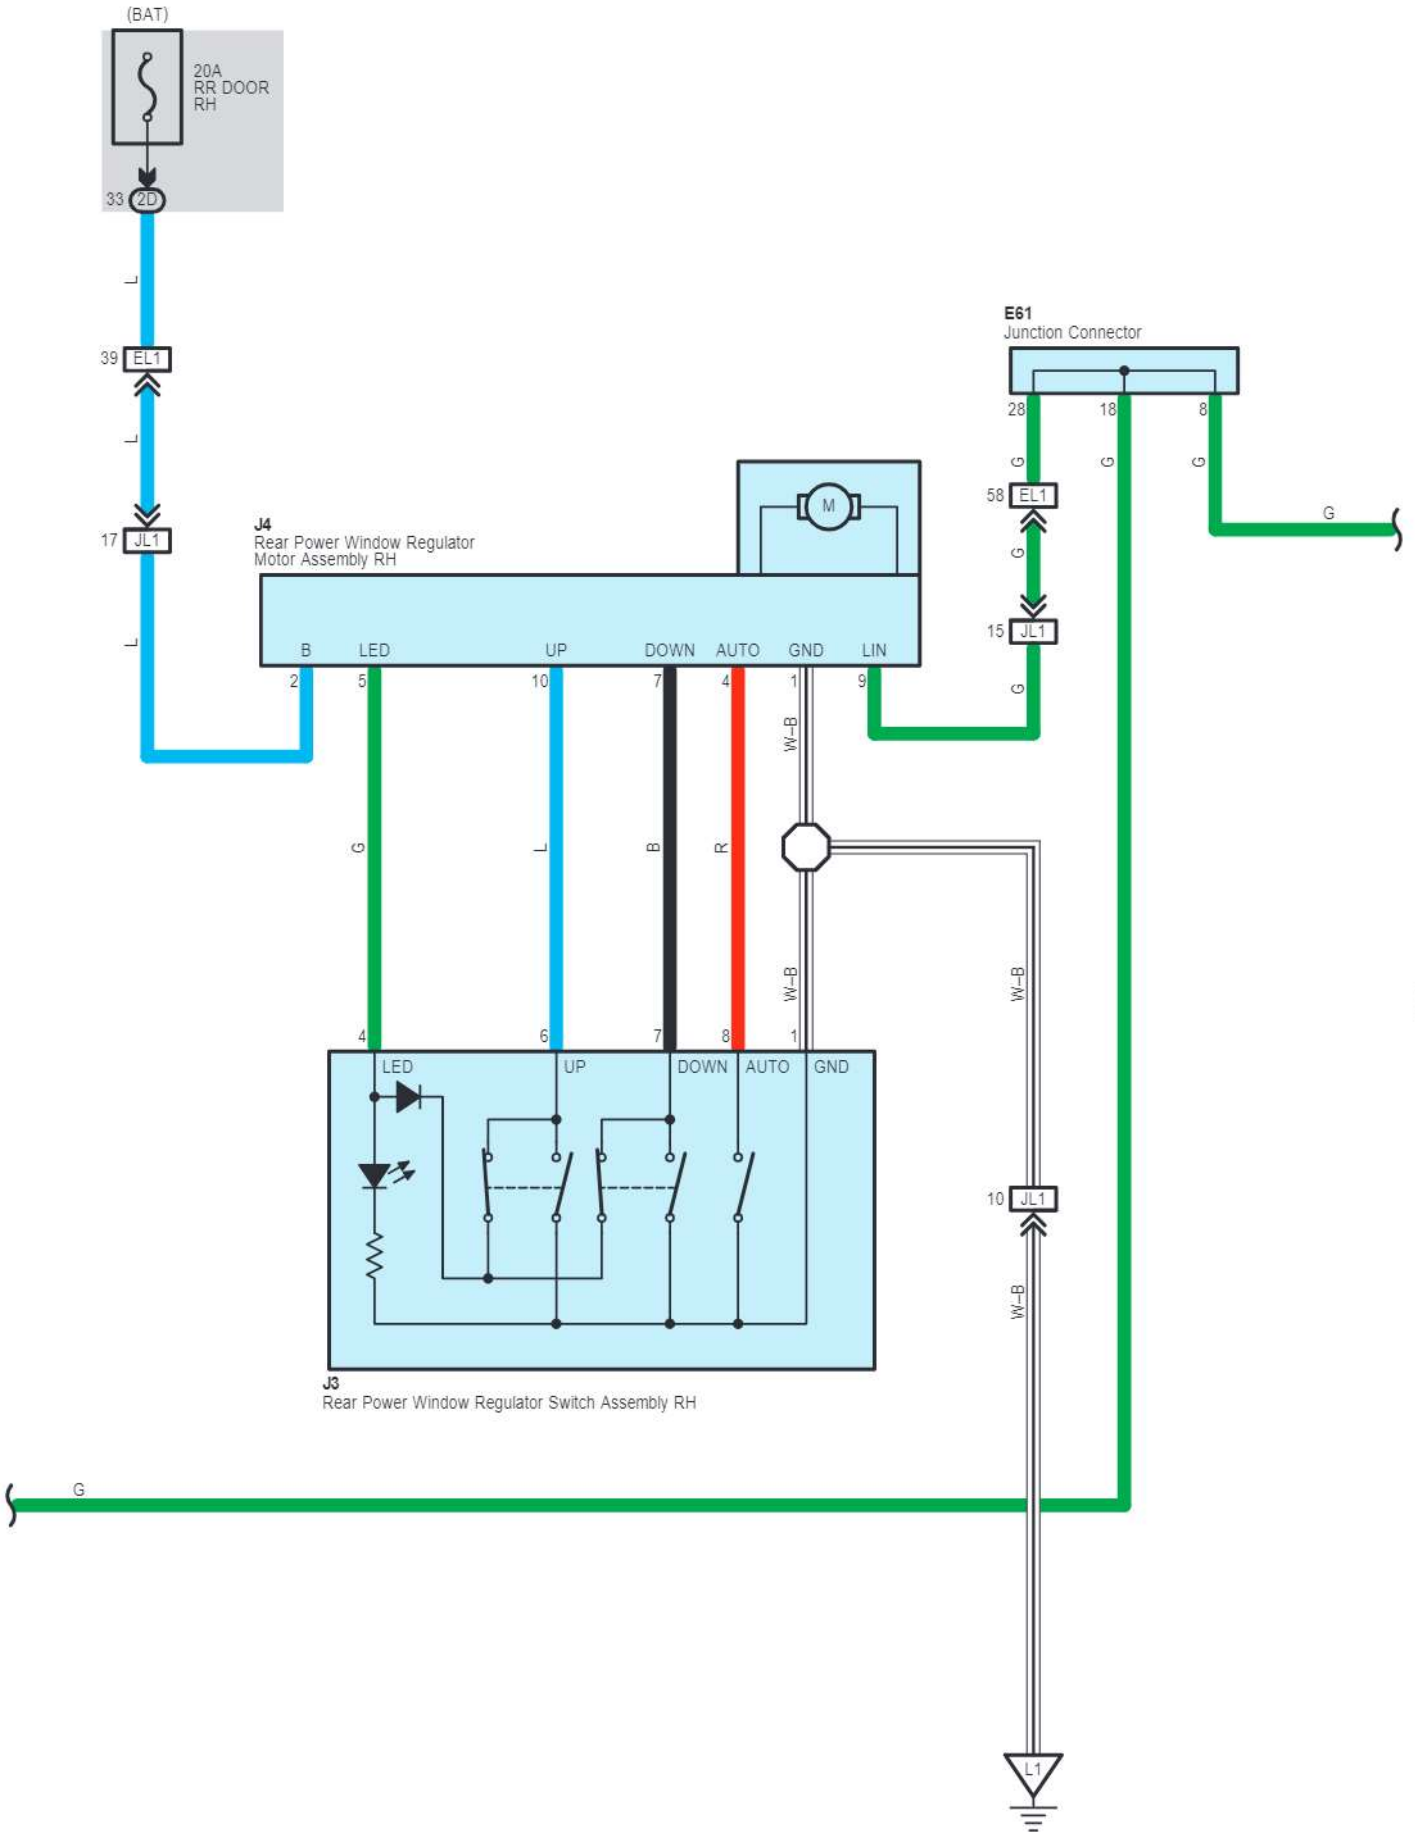 (BAT)
20A
RR DOOR
RH
33 2D
L
39 EL1
L
17 JL1
L
E61
Junction Connector
28 18 8
G G G
58 EL1
G
G
15 JL1
G
J4
Rear Power Window Regulator
Motor Assembly RH
M
B LED UP DOWN AUTO GND LIN
2 5 10 7 4 1 9
W–B
G L B R
W–B W–B
4 6 7 8 1
LED UP DOWN AUTO GND
10 JL1
W–B
J3
Rear Power Window Regulator Switch Assembly RH
G
L1